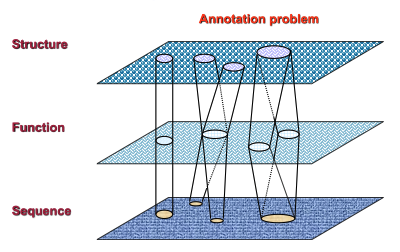 Annotation problem
Structure
Function
Sequence